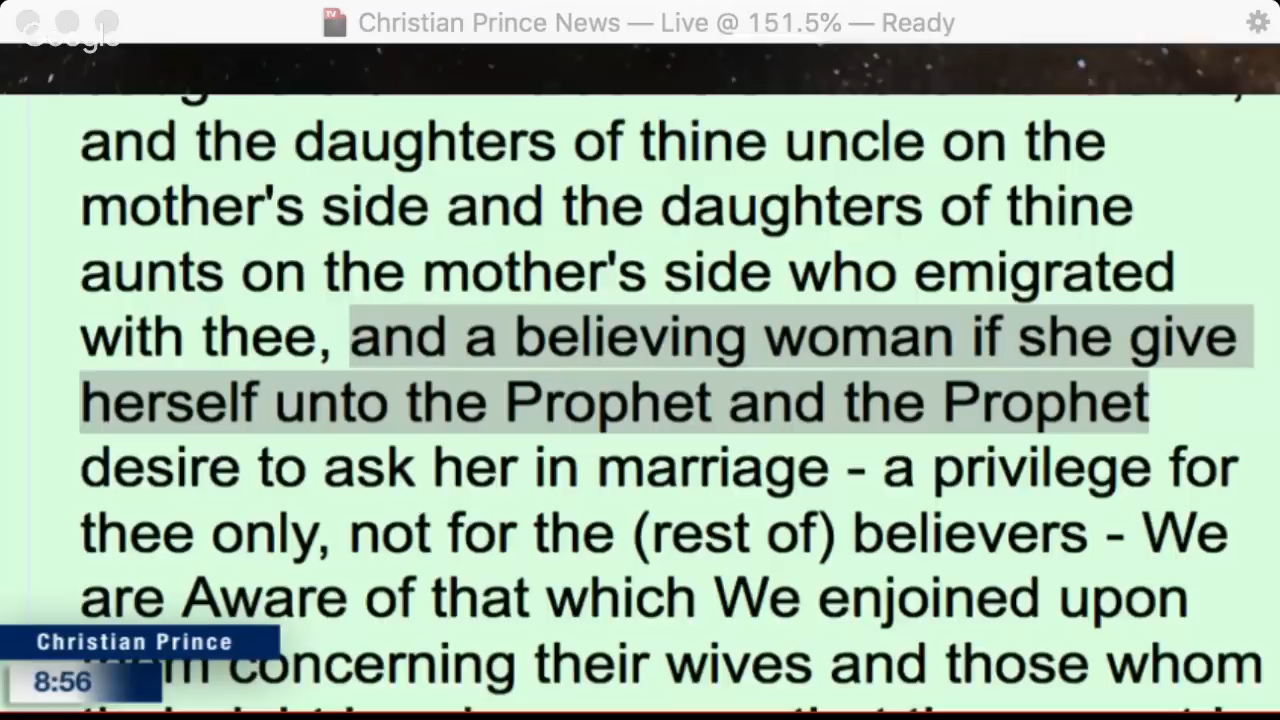 Christian Prince News — Live @ 151.5% — Ready
Google
and the daughters of thine uncle on the
mother's side and the daughters of thine
aunts on the mother's side who emigrated
with thee, and a believing woman if she give
herself unto the Prophet and the Prophet
desire to ask her in marriage - a privilege for
thee only, not for the (rest of) believers - We
are Aware of that which We enjoined upon
concerning their wives and those whom
Christian Prince
8:56